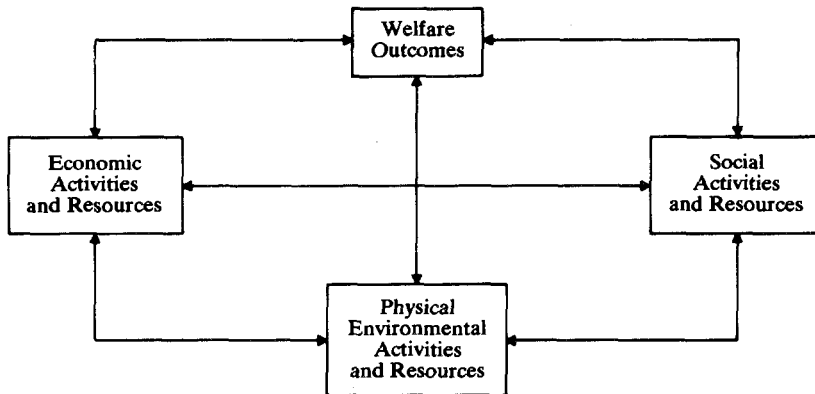 Welfare
Outcomes
Economic
Activities
and Resources
Social
Activities
and Resources
Physical
Environmental
Activities
and Resources